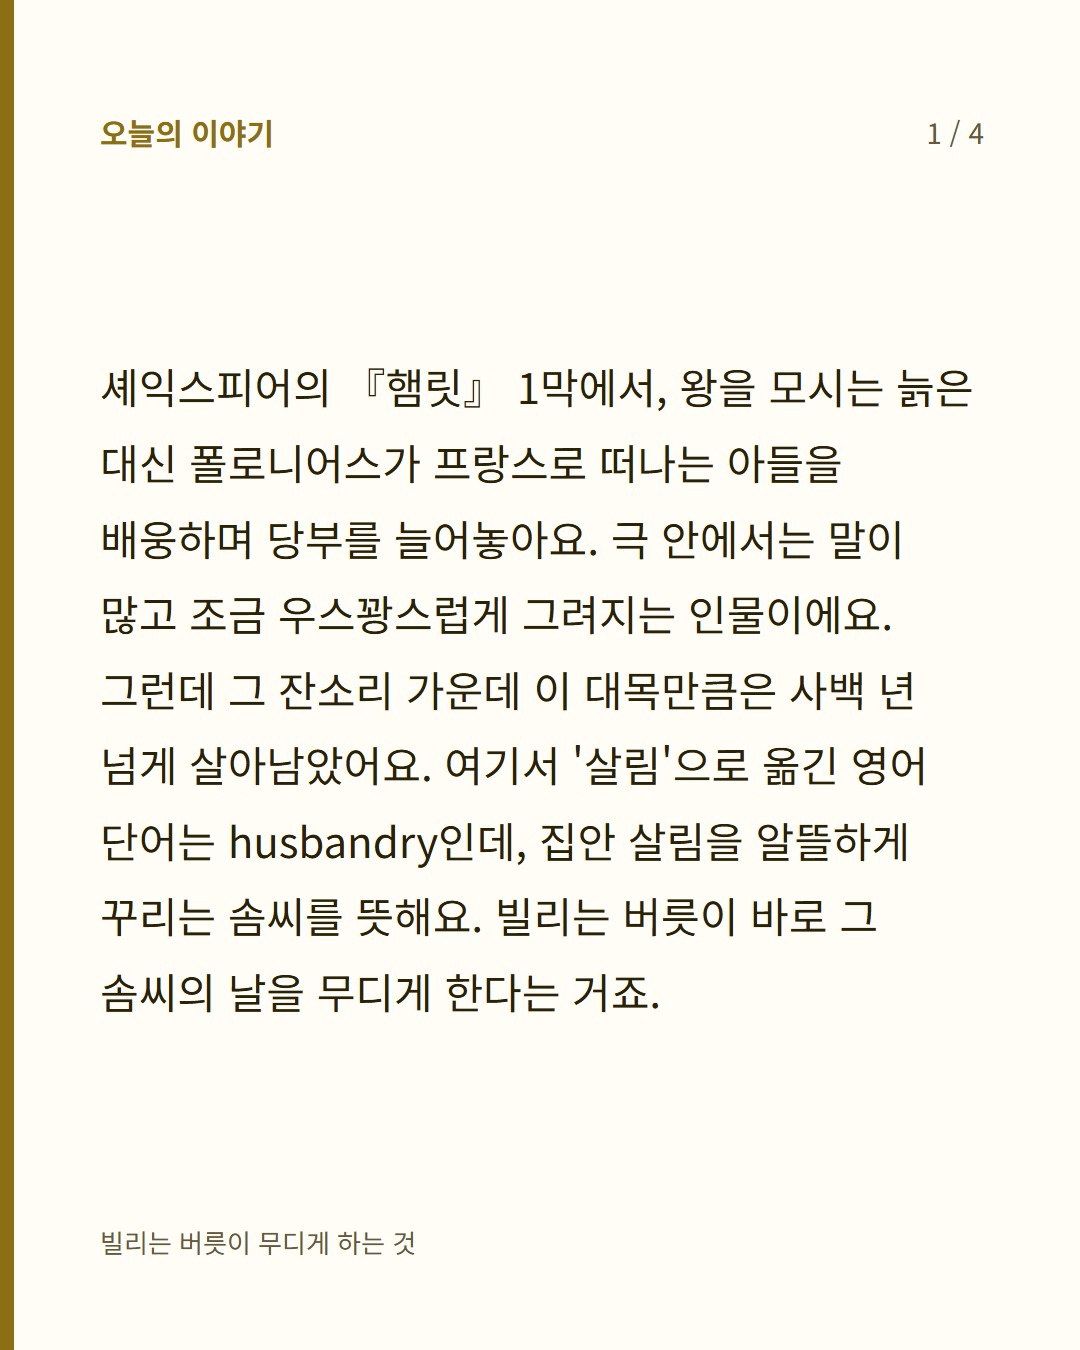 오늘의 이야기
1 / 4
셰익스피어의 『햄릿』 1막에서, 왕을 모시는 늙은
대신 폴로니어스가 프랑스로 떠나는 아들을
배웅하며 당부를 늘어놓아요. 극 안에서는 말이
많고 조금 우스꽝스럽게 그려지는 인물이에요.
그런데 그 잔소리 가운데 이 대목만큼은 사백 년
넘게 살아남았어요. 여기서 '살림'으로 옮긴 영어
단어는 husbandry인데, 집안 살림을 알뜰하게
꾸리는 솜씨를 뜻해요. 빌리는 버릇이 바로 그
솜씨의 날을 무디게 한다는 거죠.
빌리는 버릇이 무디게 하는 것